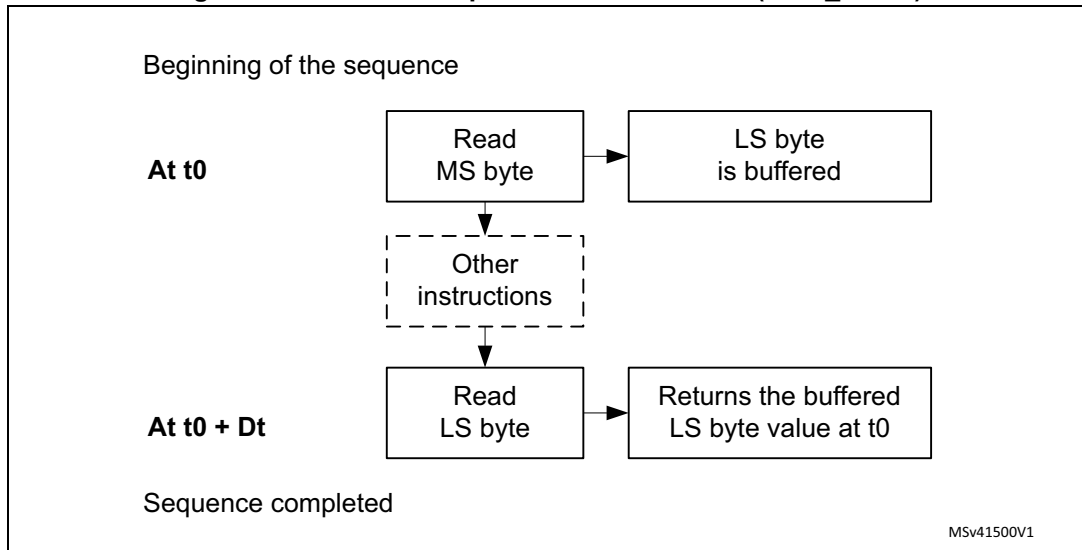 Beginning of the sequence
Read
MS byte
LS byte
is buffered
At t0
Other
instructions
Read
LS byte
Returns the buffered
LS byte value at t0
At t0 + Dt
Sequence completed
MSv41500V1